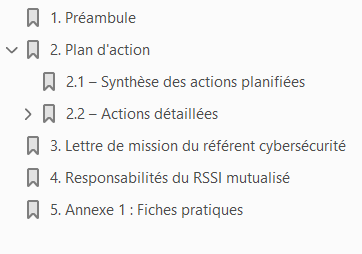 1. Préambule
2. Plan d'action
2.1 – Synthèse des actions planifiées
2.2 – Actions détaillées
3. Lettre de mission du référent cybersécurité
4. Responsabilités du RSSI mutualisé
5. Annexe 1 : Fiches pratiques